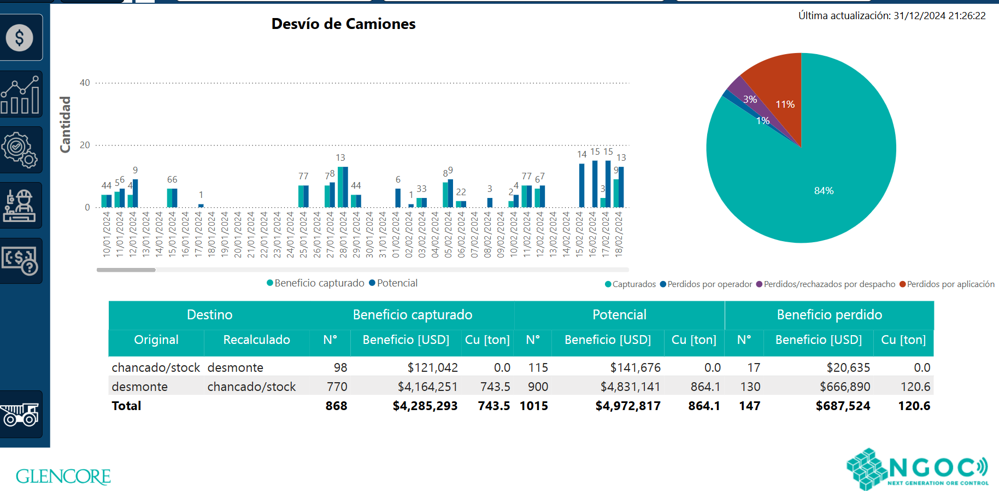 Última actualización: 31/12/2024 21:26:22
Desvío de Camiones
Cantidad
40
20
0
44 56 49 66 1 77 78 13 44 6 1 33 89 22 3 24 77 67 14 15 3 15 9 13
10/01/2024 11/01/2024 12/01/2024 13/01/2024 14/01/2024 15/01/2024 16/01/2024 17/01/2024 18/01/2024 19/01/2024 20/01/2024 21/01/2024 22/01/2024 23/01/2024 24/01/2024 25/01/2024 26/01/2024 27/01/2024 28/01/2024 29/01/2024 30/01/2024 31/01/2024 01/02/2024 02/02/2024 03/02/2024 04/02/2024 05/02/2024 06/02/2024 07/02/2024 08/02/2024 09/02/2024 10/02/2024 11/02/2024 12/02/2024 13/02/2024 14/02/2024 15/02/2024 16/02/2024 17/02/2024 18/02/2024
Beneficio capturado Potencial
3%
11%
1%
84%
Capturados Perdidos por operador Perdidos/rechazados por despacho Perdidos por aplicación
Destino Beneficio capturado Potencial Beneficio perdido
Original Recalculado N° Beneficio [USD] Cu [ton] N° Beneficio [USD] Cu [ton] N° Beneficio [USD] Cu [ton]
chancado/stock desmonte 98 $121,042 0.0 115 $141,676 0.0 17 $20,635 0.0
desmonte chancado/stock 770 $4,164,251 743.5 900 $4,831,141 864.1 130 $666,890 120.6
Total 868 $4,285,293 743.5 1015 $4,972,817 864.1 147 $687,524 120.6
GLENCORE
NGOC
NEXT GENERATION ORE CONTROL